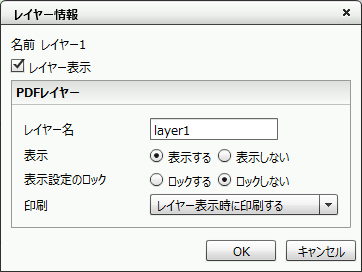 レイヤー情報
名前 レイヤー1
レイヤー表示
PDFレイヤー
レイヤー名 layer1
表示 表示する 表示しない
表示設定のロック ロックする ロックしない
印刷 レイヤー表示時に印刷する
OK キャンセル